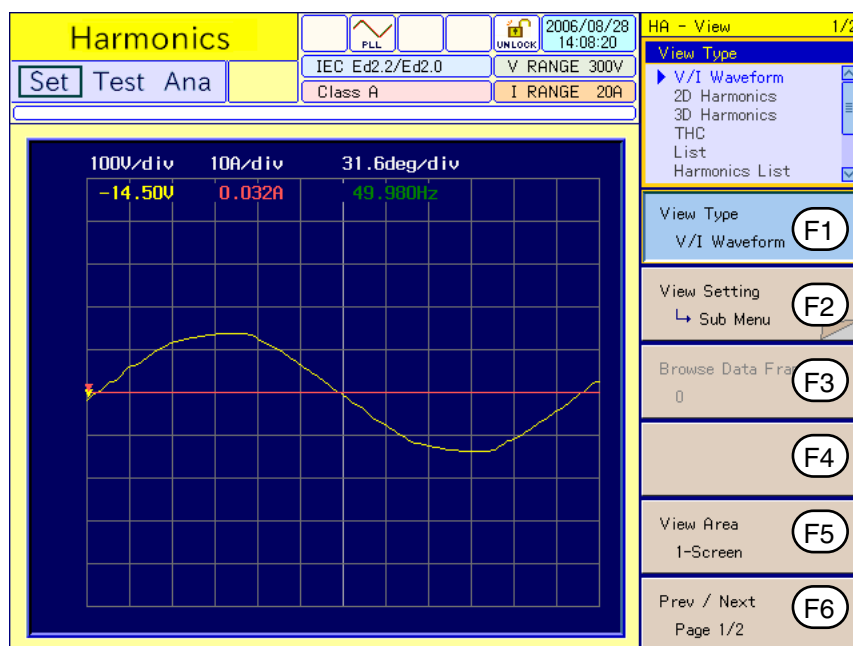 Harmonics
PLL
UNLOCK
2006/08/28
14:08:20
Set Test Ana
IEC Ed2.2/Ed2.0
V RANGE 300V
Class A
I RANGE 20A
100V/div 10A/div 31.6deg/div
-14.50V 0.032A 49.980Hz
HA - View 1/2
View Type
V/I Waveform
2D Harmonics
3D Harmonics
THC
List
Harmonics List
View Type
V/I Waveform
F1
View Setting
Sub Menu
F2
Browse Data Fra
0
F3
F4
View Area
1-Screen
F5
Prev / Next
Page 1/2
F6